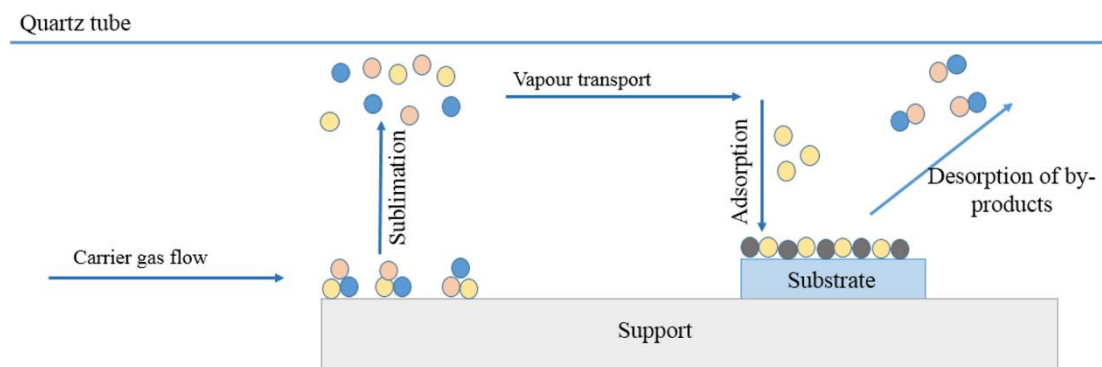 Quartz tube
Vapour transport
Sublimation
Adsorption
Desorption of by-
products
Carrier gas flow
Substrate
Support